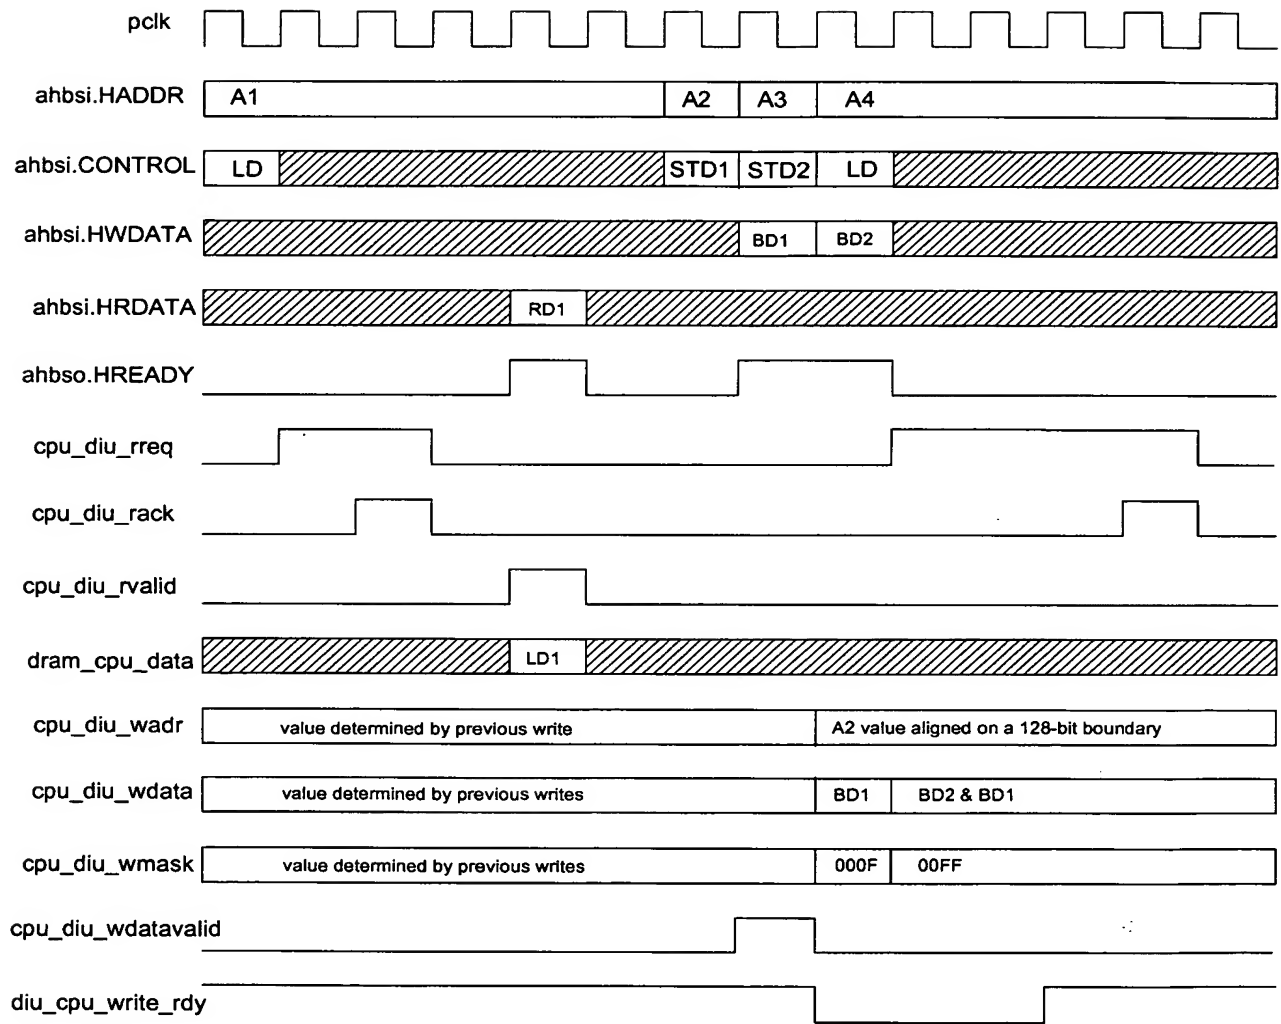 pclk
ahbsi.HADDR A1 A2 A3 A4
ahbsi.CONTROL LD STD1 STD2 LD
ahbsi.HWDATA BD1 BD2
ahbsi.HRDATA RD1
ahbso.HREADY
cpu_diu_rreq
cpu_diu_rack
cpu_diu_rvalid
dram_cpu_data LD1
cpu_diu_wadr value determined by previous write A2 value aligned on a 128-bit boundary
cpu_diu_wdata value determined by previous writes BD1 BD2 & BD1
cpu_diu_wmask value determined by previous writes 000F 00FF
cpu_diu_wdatavalid
diu_cpu_write_rdy